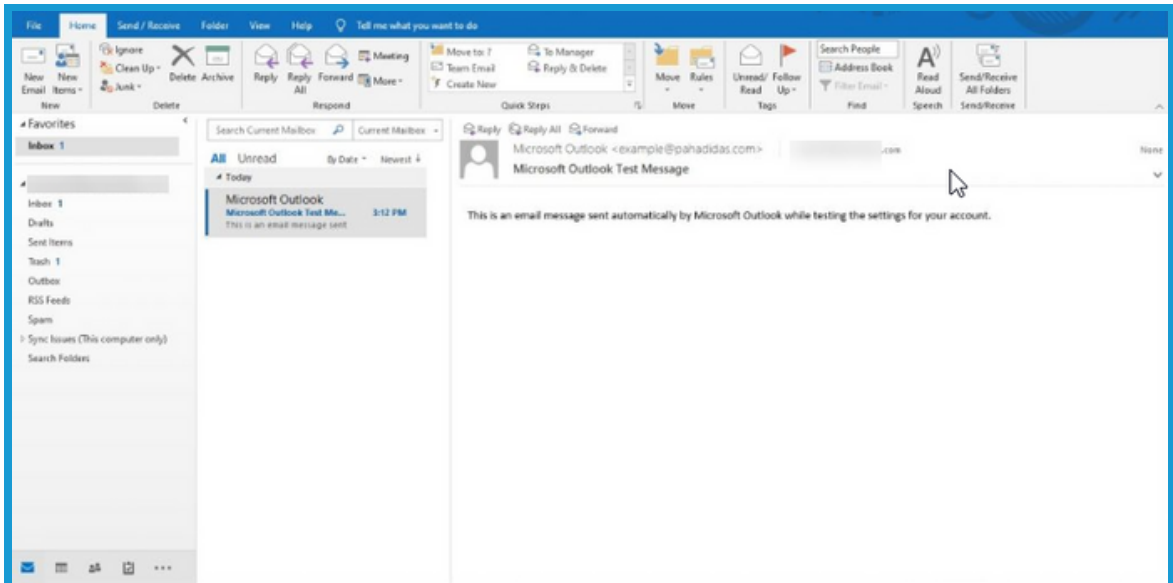 File Home Send / Receive Folder View Help Tell me what you want to do
New Email
New Items
New
Ignore
Clean Up
Junk
Delete
Archive
Delete
Reply
Reply All
Forward
Meeting
IM
More
Respond
Move to: ?
Team Email
Create New
To Manager
Reply & Delete
Quick Steps
Move
Rules
Move
Unread/ Read
Follow Up
Tags
Search People
Address Book
Filter Email
Find
Read Aloud
Speech
Send/Receive All Folders
Send/Receive
Favorites
Inbox 1
Inbox 1
Drafts
Sent Items
Trash 1
Outbox
RSS Feeds
Spam
Sync Issues (This computer only)
Search Folders
Search Current Mailbox Current Mailbox
All Unread By Date Newest
Today
Microsoft Outlook
Microsoft Outlook Test Me... 3:12 PM
This is an email message sent
Reply Reply All Forward
Microsoft Outlook <example@pahadidas.com> .com None
Microsoft Outlook Test Message
This is an email message sent automatically by Microsoft Outlook while testing the settings for your account.